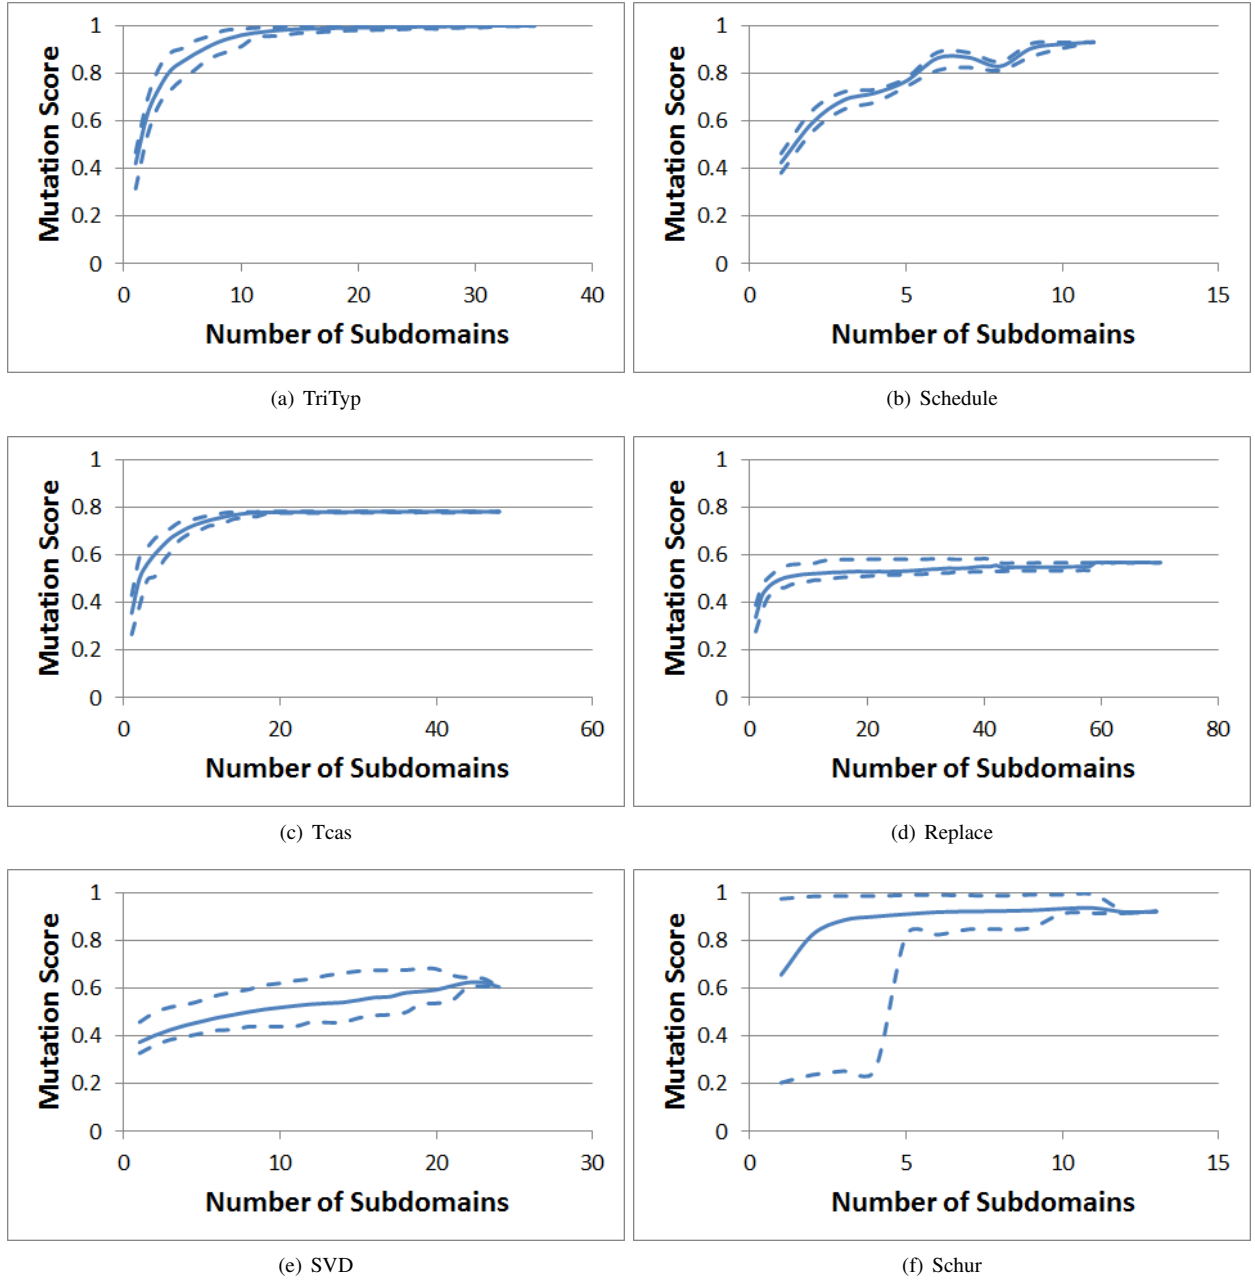 1
0.8
0.6
0.4
0.2
0
Mutation Score
0 10 20 30 40
Number of Subdomains
(a) TriTyp
1
0.8
0.6
0.4
0.2
0
Mutation Score
0 5 10 15
Number of Subdomains
(b) Schedule
1
0.8
0.6
0.4
0.2
0
Mutation Score
0 20 40 60
Number of Subdomains
(c) Tcas
1
0.8
0.6
0.4
0.2
0
Mutation Score
0 20 40 60 80
Number of Subdomains
(d) Replace
1
0.8
0.6
0.4
0.2
0
Mutation Score
0 10 20 30
Number of Subdomains
(e) SVD
1
0.8
0.6
0.4
0.2
0
Mutation Score
0 5 10 15
Number of Subdomains
(f) Schur